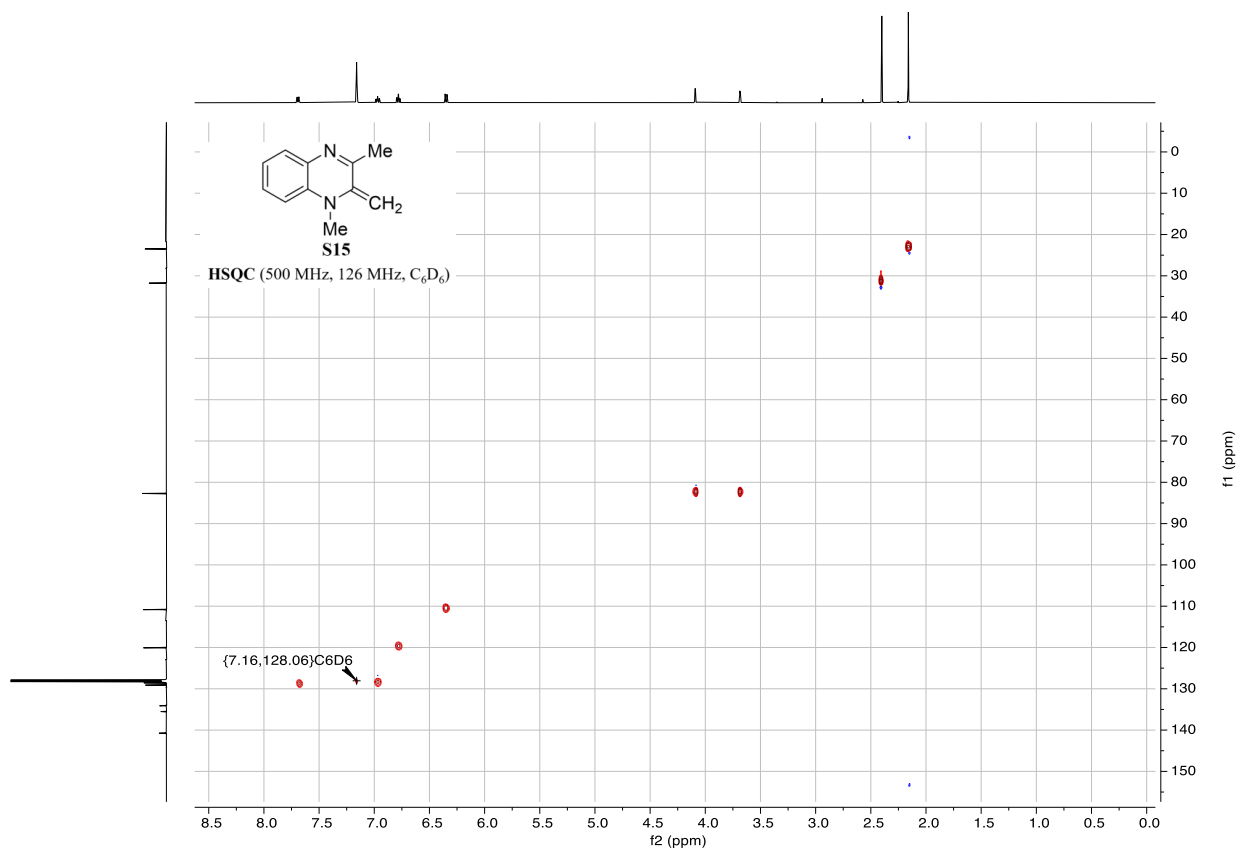 N
Me
N
CH₂
Me
S15
HSQC (500 MHz, 126 MHz, C₆D₆)
{7.16,128.06}C6D6
0
10
20
30
40
50
60
70
80
90
100
110
120
130
140
150
f1 (ppm)
8.5 8.0 7.5 7.0 6.5 6.0 5.5 5.0 4.5 4.0 3.5 3.0 2.5 2.0 1.5 1.0 0.5 0.0
f2 (ppm)